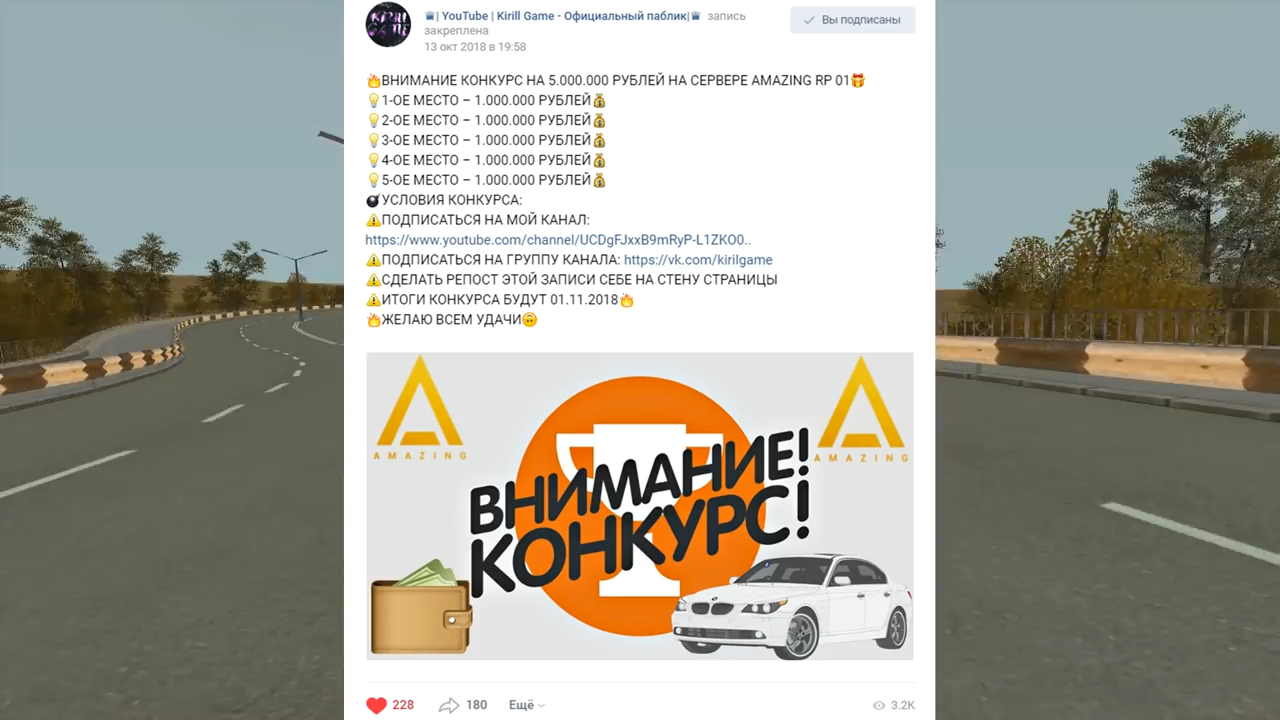 ♛| YouTube | Kirill Game - Официальный паблик|♛ запись
закреплена
13 окт 2018 в 19:58
Вы подписаны
🔥ВНИМАНИЕ КОНКУРС НА 5.000.000 РУБЛЕЙ НА СЕРВЕРЕ AMAZING RP 01🎁
💡1-ОЕ МЕСТО – 1.000.000 РУБЛЕЙ💰
💡2-ОЕ МЕСТО – 1.000.000 РУБЛЕЙ💰
💡3-ОЕ МЕСТО – 1.000.000 РУБЛЕЙ💰
💡4-ОЕ МЕСТО – 1.000.000 РУБЛЕЙ💰
💡5-ОЕ МЕСТО – 1.000.000 РУБЛЕЙ💰
💣УСЛОВИЯ КОНКУРСА:
⚠ПОДПИСАТЬСЯ НА МОЙ КАНАЛ:
https://www.youtube.com/channel/UCDgFJxxB9mRyP-L1ZKO0..
⚠ПОДПИСАТЬСЯ НА ГРУППУ КАНАЛА: https://vk.com/kirilgame
⚠СДЕЛАТЬ РЕПОСТ ЭТОЙ ЗАПИСИ СЕБЕ НА СТЕНУ СТРАНИЦЫ
⚠ИТОГИ КОНКУРСА БУДУТ 01.11.2018🔥
🔥ЖЕЛАЮ ВСЕМ УДАЧИ🙃
AMAZING
AMAZING
ВНИМАНИЕ!
КОНКУРС!
228 180 Ещё 3.2K